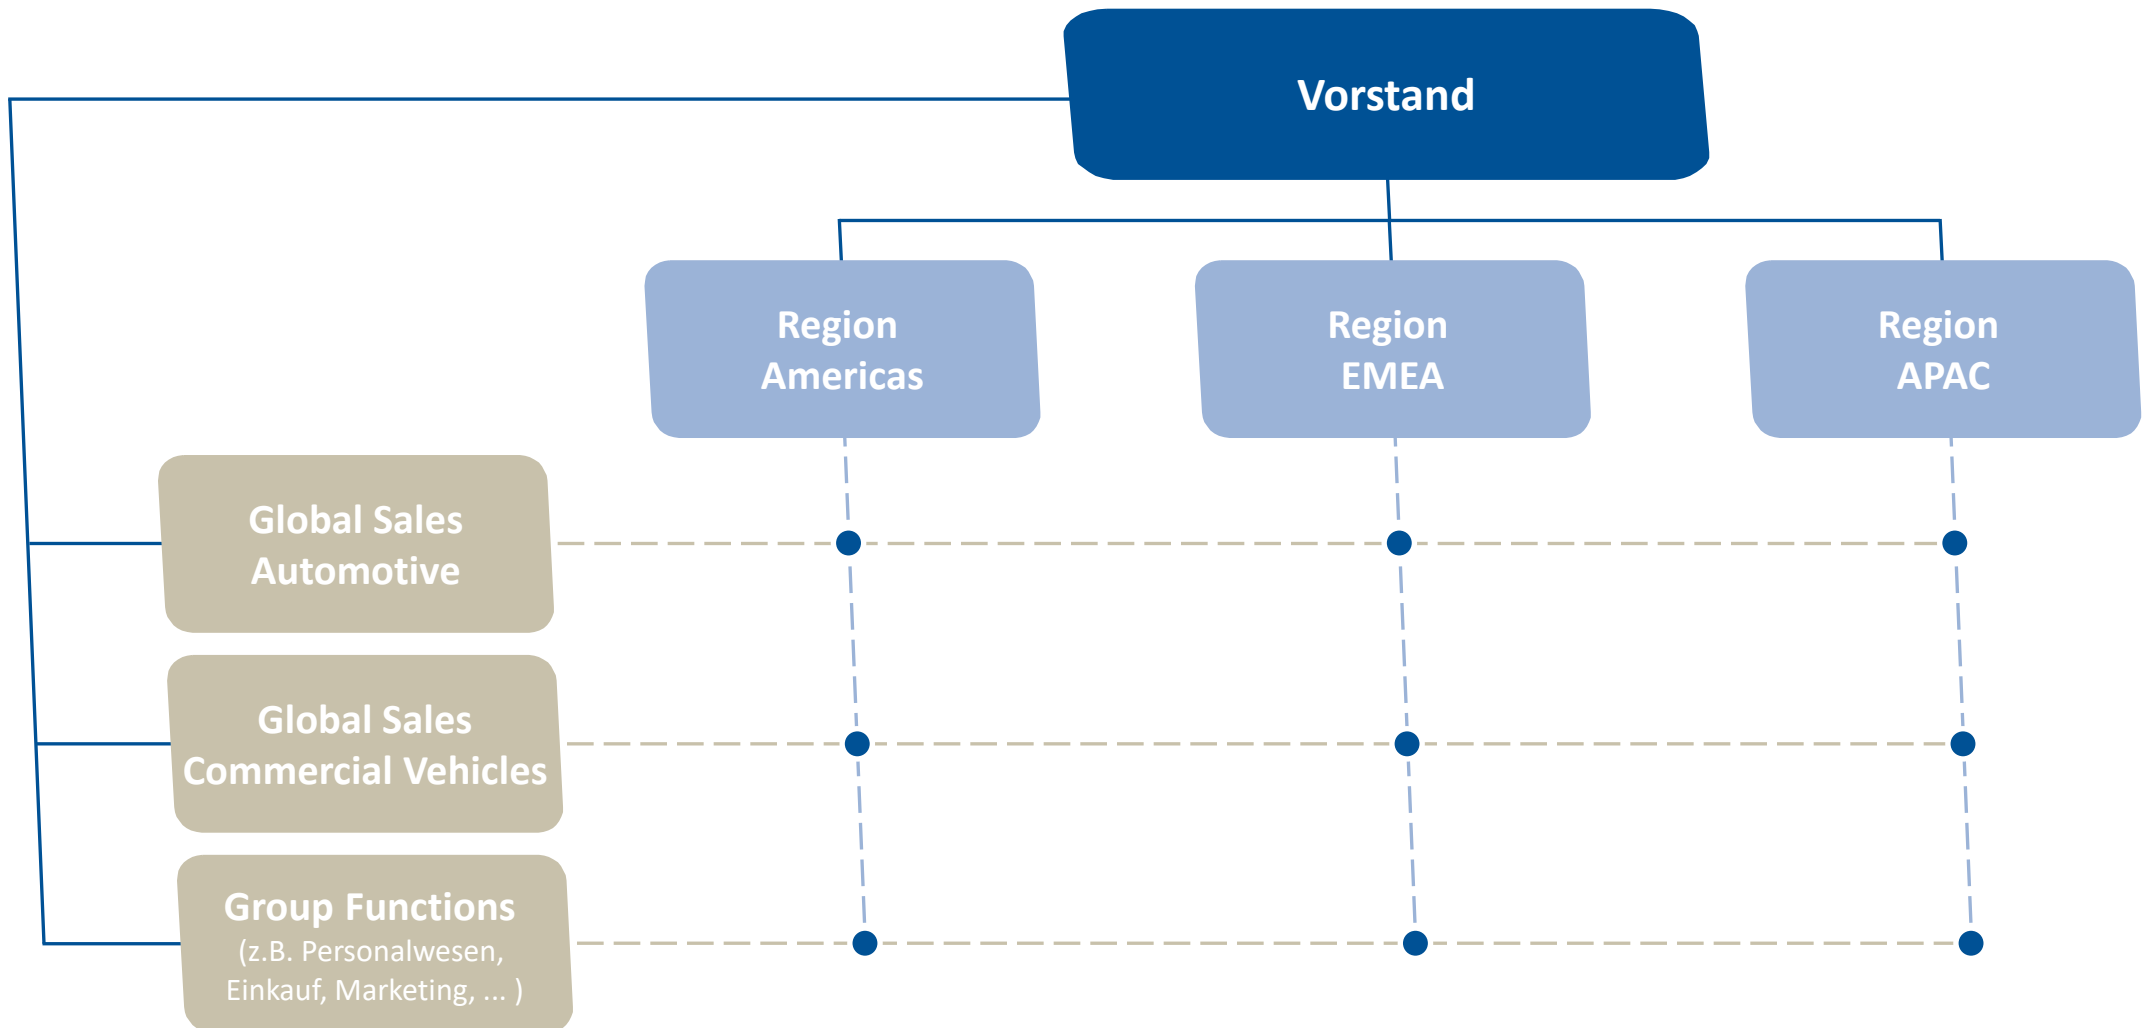 Vorstand
Region
Americas
Region
EMEA
Region
APAC
Global Sales
Automotive
Global Sales
Commercial Vehicles
Group Functions
(z.B. Personalwesen,
Einkauf, Marketing, ... )